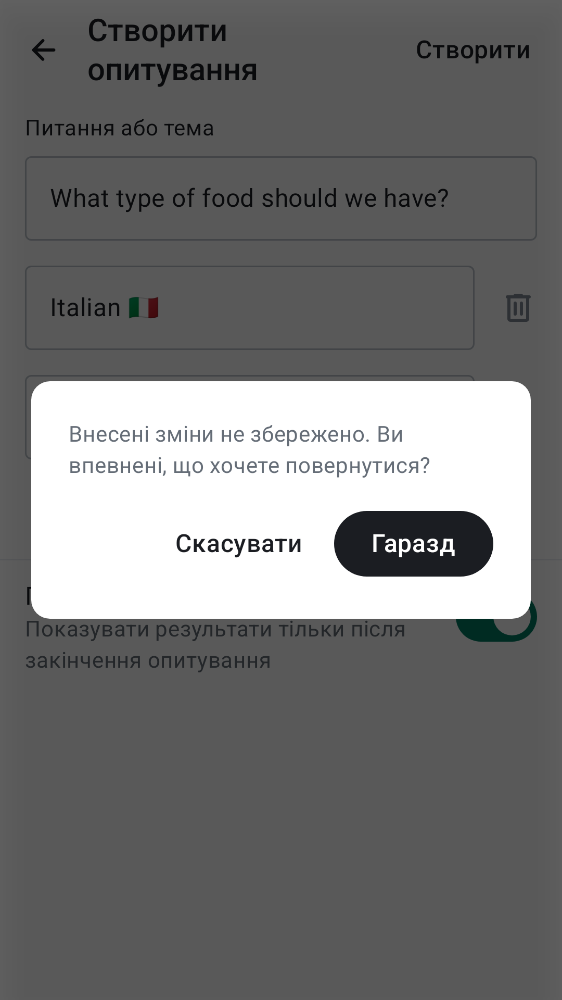 Створити
опитування
Створити
Питання або тема
What type of food should we have?
Italian 🇮🇹
Внесені зміни не збережено. Ви
впевнені, що хочете повернутися?
Скасувати
Гаразд
Показувати результати тільки після
закінчення опитування